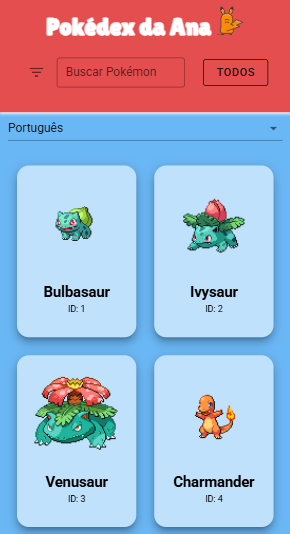 Pokédex da Ana
Buscar Pokémon
TODOS
Português
Bulbasaur
ID: 1
Ivysaur
ID: 2
Venusaur
ID: 3
Charmander
ID: 4